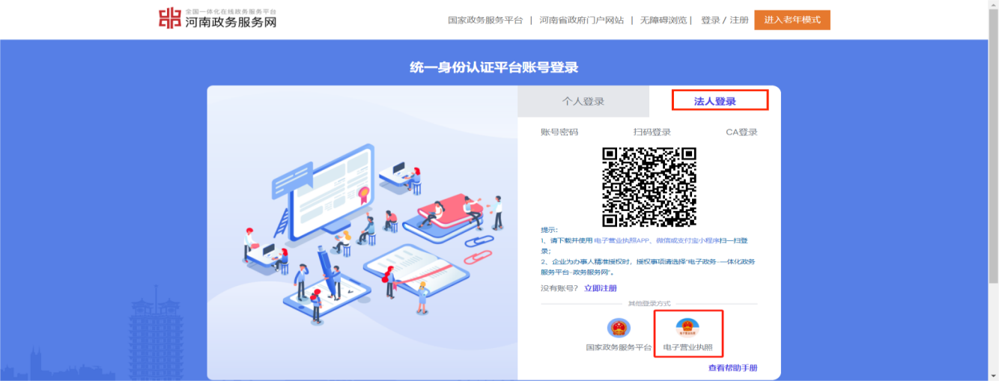 全国一体化在线政务服务平台
河南政务服务网
国家政务服务平台 | 河南省政府门户网站 | 无障碍浏览 | 登录 / 注册 进入老年模式
统一身份认证平台账号登录
个人登录 法人登录
账号密码 扫码登录 CA登录
提示:
1、请下载并使用 电子营业执照APP、微信或支付宝小程序扫一扫登
录;
2、企业为办事人精准授权时，授权事项请选择"电子政务-一体化政务
服务平台-政务服务网"。
没有账号? 立即注册
其他登录方式
国家政务服务平台 电子营业执照
查看帮助手册